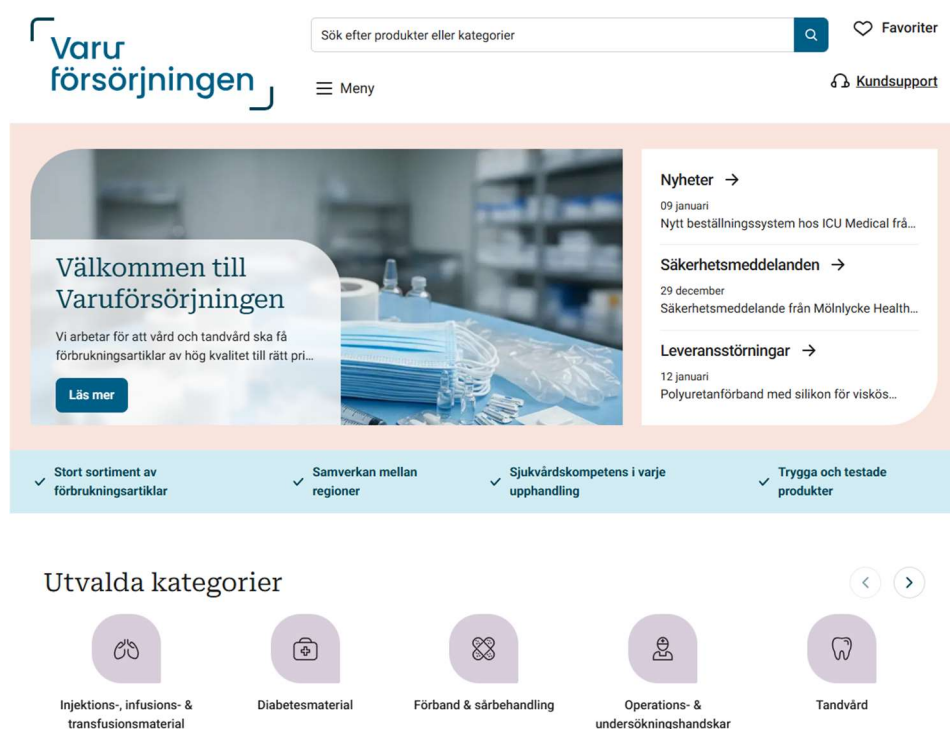 Varu
försörjningen
Sök efter produkter eller kategorier
Favoriter
Meny
Kundsupport
Välkommen till
Varuförsörjningen
Vi arbetar för att vård och tandvård ska få
förbrukningsartiklar av hög kvalitet till rätt pri...
Läs mer
Nyheter
09 januari
Nytt beställningssystem hos ICU Medical frå...
Säkerhetsmeddelanden
29 december
Säkerhetsmeddelande från Mölnlycke Health...
Leveransstörningar
12 januari
Polyuretanförband med silikon för viskös...
Stort sortiment av
förbrukningsartiklar
Samverkan mellan
regioner
Sjukvårdskompetens i varje
upphandling
Trygga och testade
produkter
Utvalda kategorier
Injektions-, infusions- &
transfusionsmaterial
Diabetesmaterial
Förband & sårbehandling
Operations- &
undersökningshandskar
Tandvård